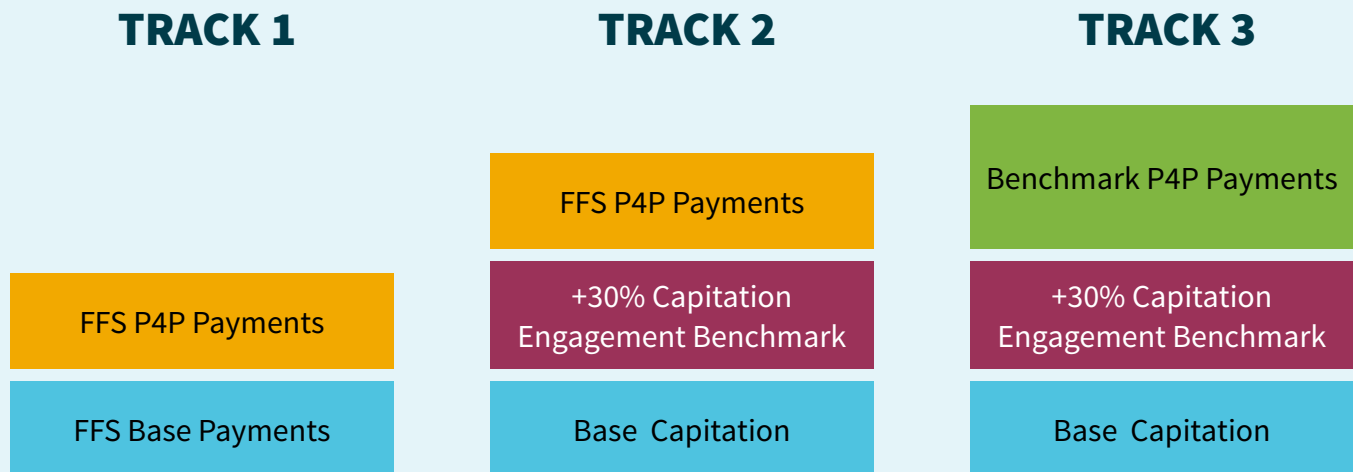 TRACK 1
FFS P4P Payments
FFS Base Payments
TRACK 2
FFS P4P Payments
+30% Capitation
Engagement Benchmark
Base Capitation
TRACK 3
Benchmark P4P Payments
+30% Capitation
Engagement Benchmark
Base Capitation